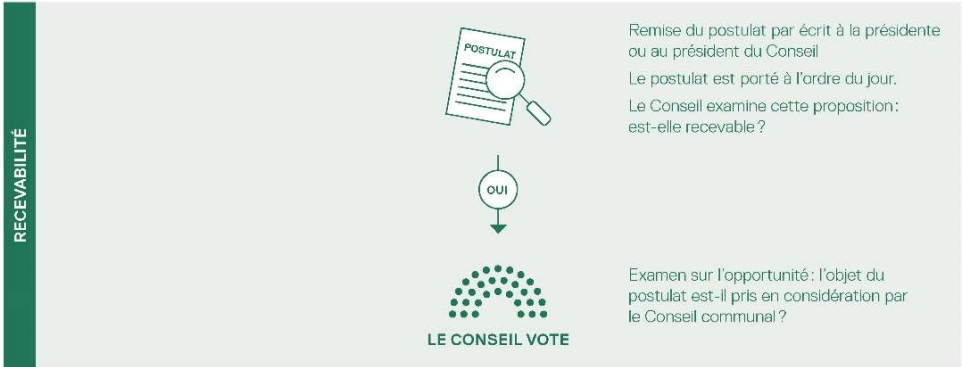 RECEVABILITÉ
POSTULAT
Remise du postulat par écrit à la présidente
ou au président du Conseil
Le postulat est porté à l'ordre du jour.
Le Conseil examine cette proposition :
est-elle recevable ?
OUI
LE CONSEIL VOTE
Examen sur l'opportunité : l'objet du
postulat est-il pris en considération par
le Conseil communal ?